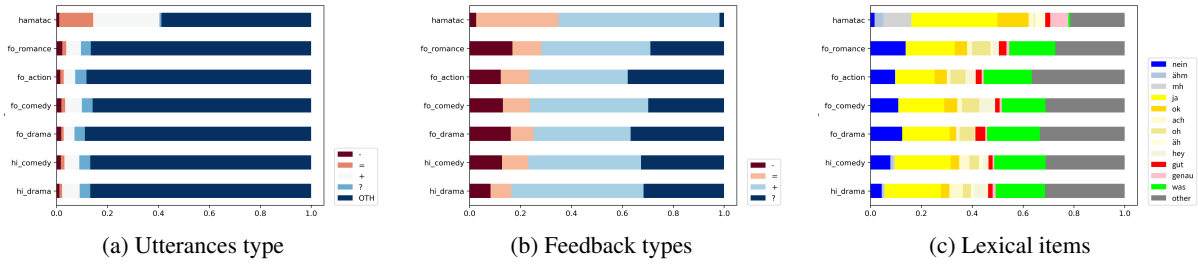 hamatac
fo_romance
fo_action
fo_comedy
fo_drama
hi_comedy
hi_drama
0.0 0.2 0.4 0.6 0.8 1.0
-
=
+
?
OTH
(a) Utterances type
hamatac
fo_romance
fo_action
fo_comedy
fo_drama
hi_comedy
hi_drama
0.0 0.2 0.4 0.6 0.8 1.0
-
=
+
?
(b) Feedback types
hamatac
fo_romance
fo_action
fo_comedy
fo_drama
hi_comedy
hi_drama
0.0 0.2 0.4 0.6 0.8 1.0
nein
ähm
mh
ja
ok
ach
oh
äh
hey
gut
genau
was
other
(c) Lexical items